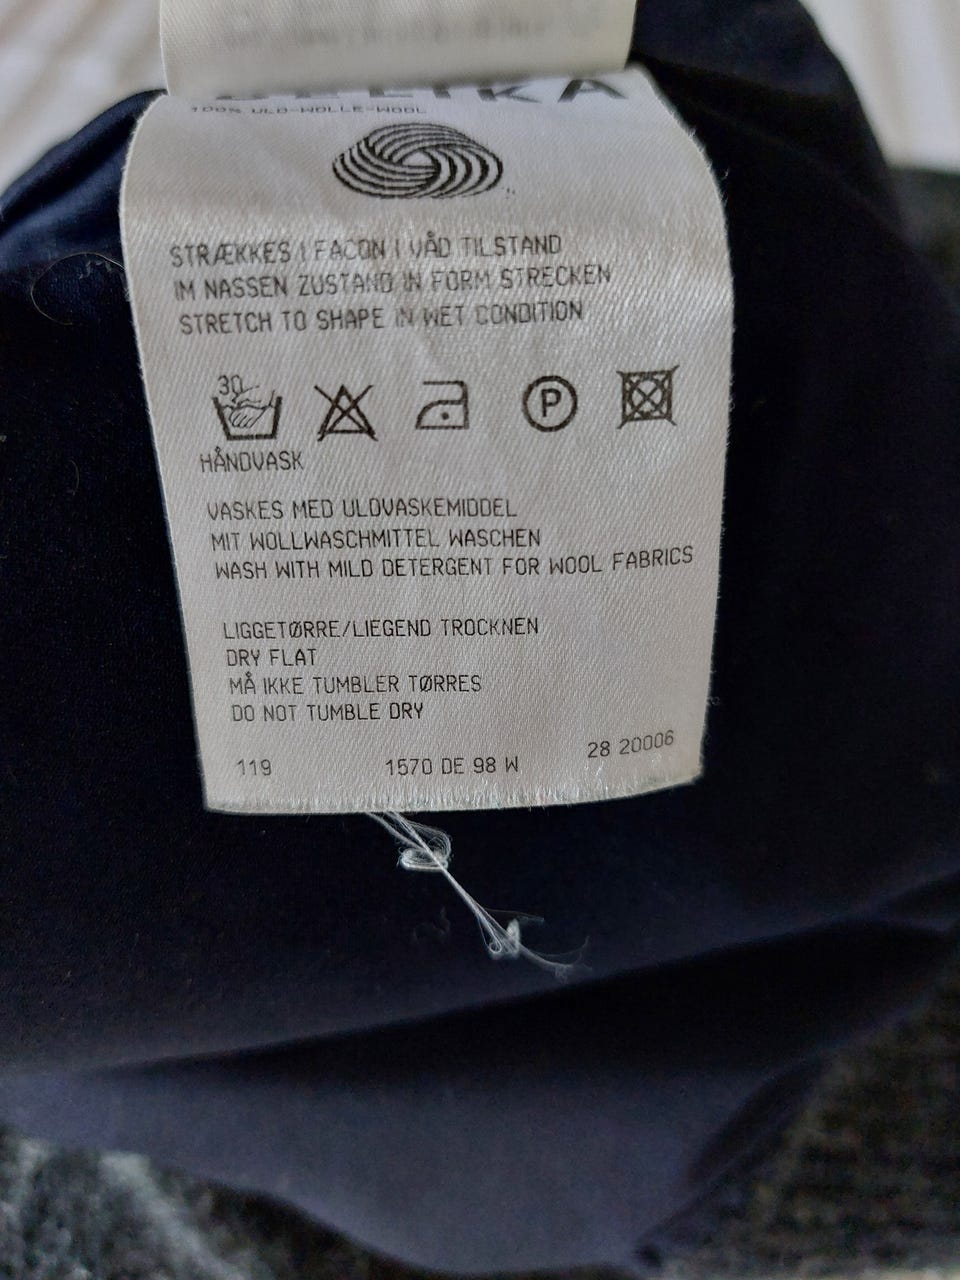 100% ULD-WOLLE-WOOL
STRÆKKES I FACON I VÅD TILSTAND
IM NASSEN ZUSTAND IN FORM STRECKEN
STRETCH TO SHAPE IN WET CONDITION
30 P
HÅNDVASK
VASKES MED ULDVASKEMIDDEL
MIT WOLLWASCHMITTEL WASCHEN
WASH WITH MILD DETERGENT FOR WOOL FABRICS
LIGGETØRRE/LIEGEND TROCKNEN
DRY FLAT
MÅ IKKE TUMBLER TØRRES
DO NOT TUMBLE DRY
119 1570 DE 98 W 28 20006